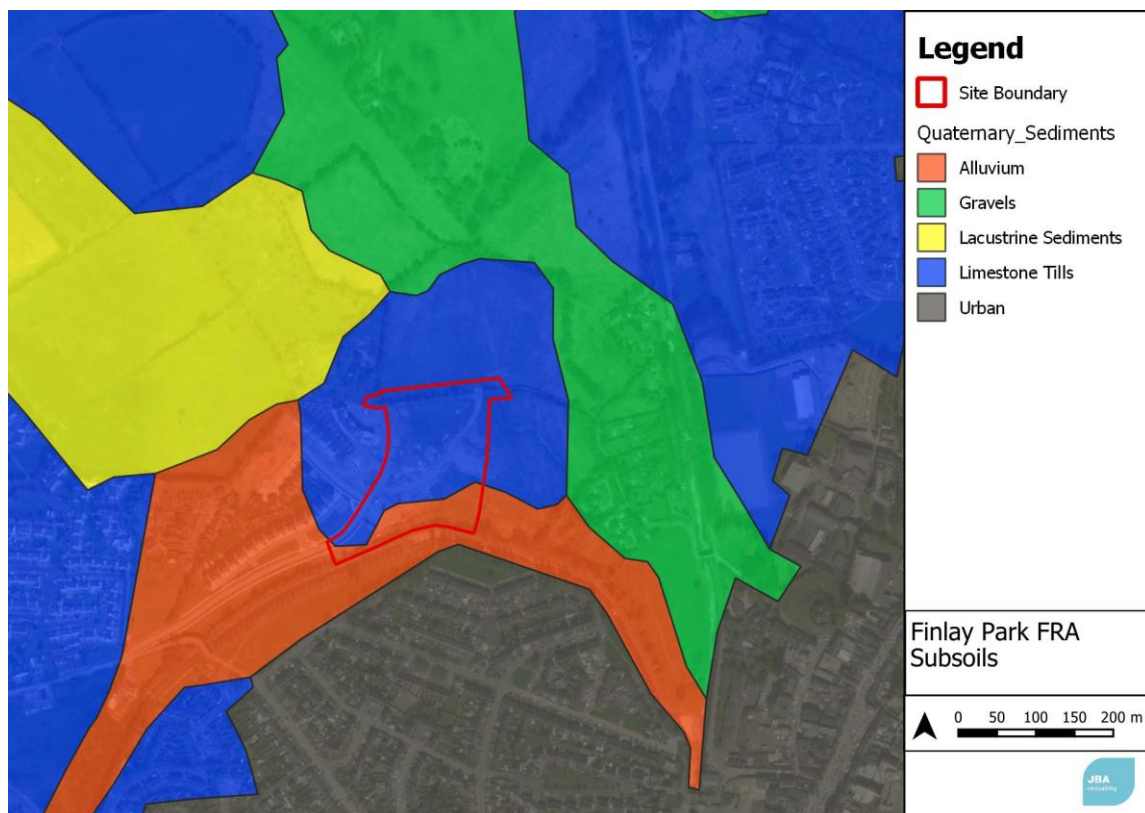 Legend
Site Boundary
Quaternary_Sediments
Alluvium
Gravels
Lacustrine Sediments
Limestone Tills
Urban
Finlay Park FRA
Subsoils
0 50 100 150 200 m
JBA
consulting